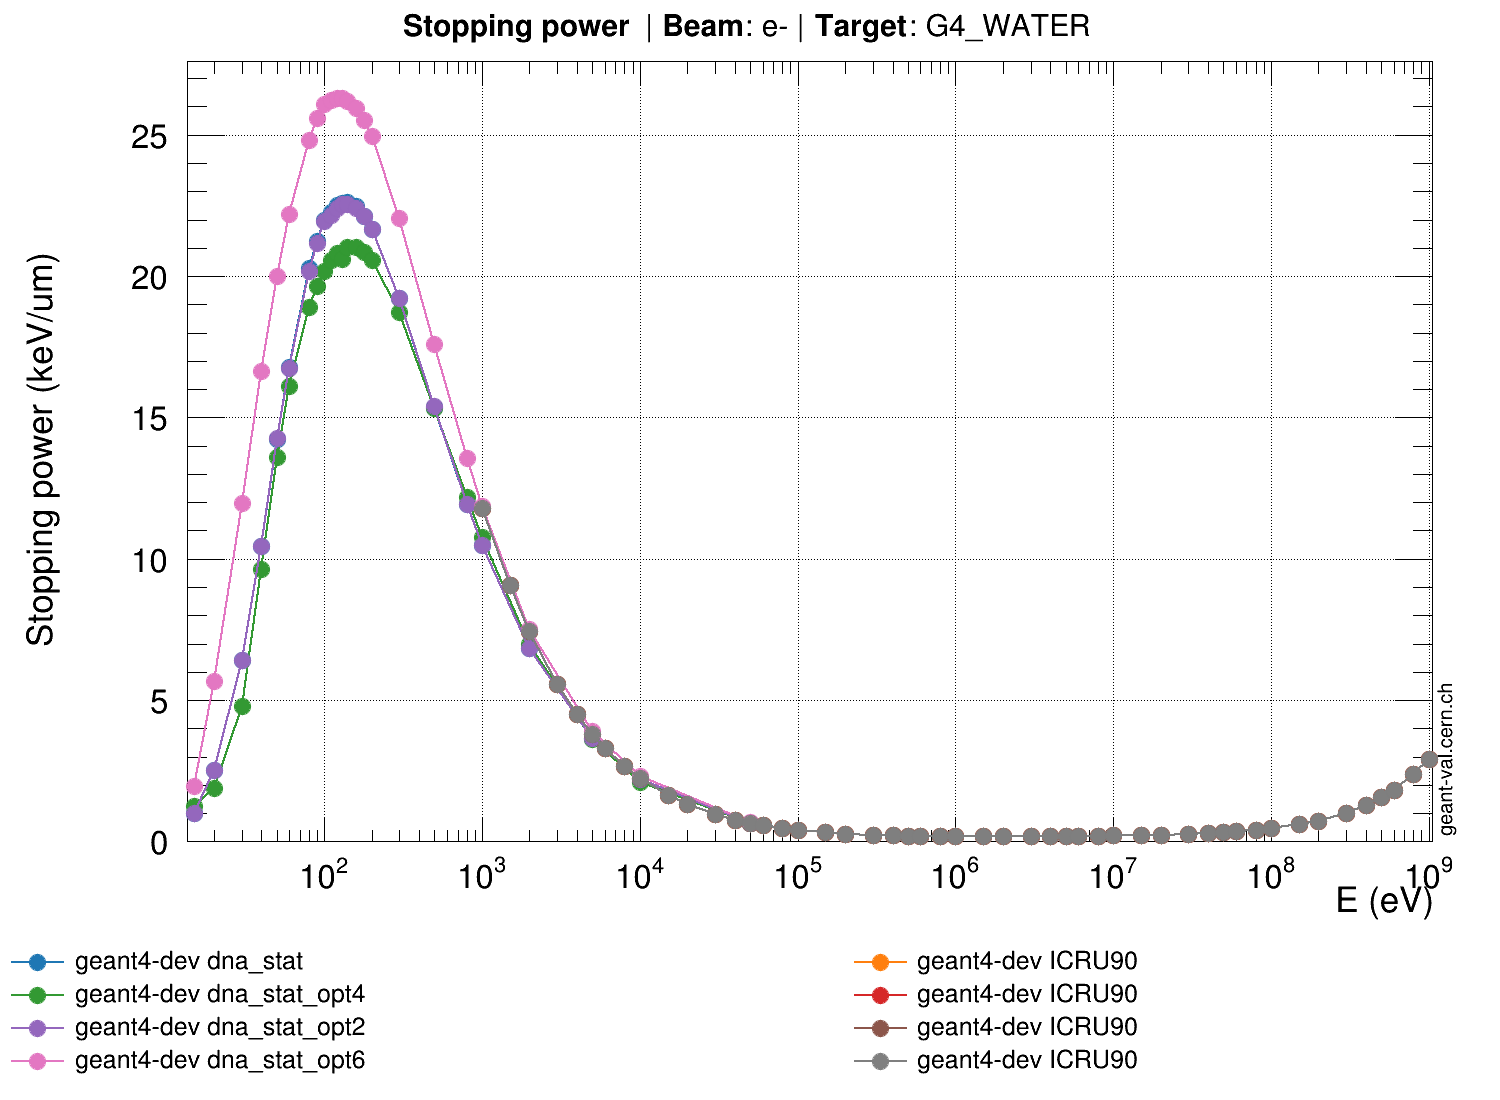 Stopping power | Beam: e- | Target: G4_WATER
Stopping power (keV/um)
25
20
15
10
5
0
10² 10³ 10⁴ 10⁵ 10⁶ 10⁷ 10⁸ 10⁹
E (eV)
geant-val.cern.ch
geant4-dev dna_stat
geant4-dev dna_stat_opt4
geant4-dev dna_stat_opt2
geant4-dev dna_stat_opt6
geant4-dev ICRU90
geant4-dev ICRU90
geant4-dev ICRU90
geant4-dev ICRU90